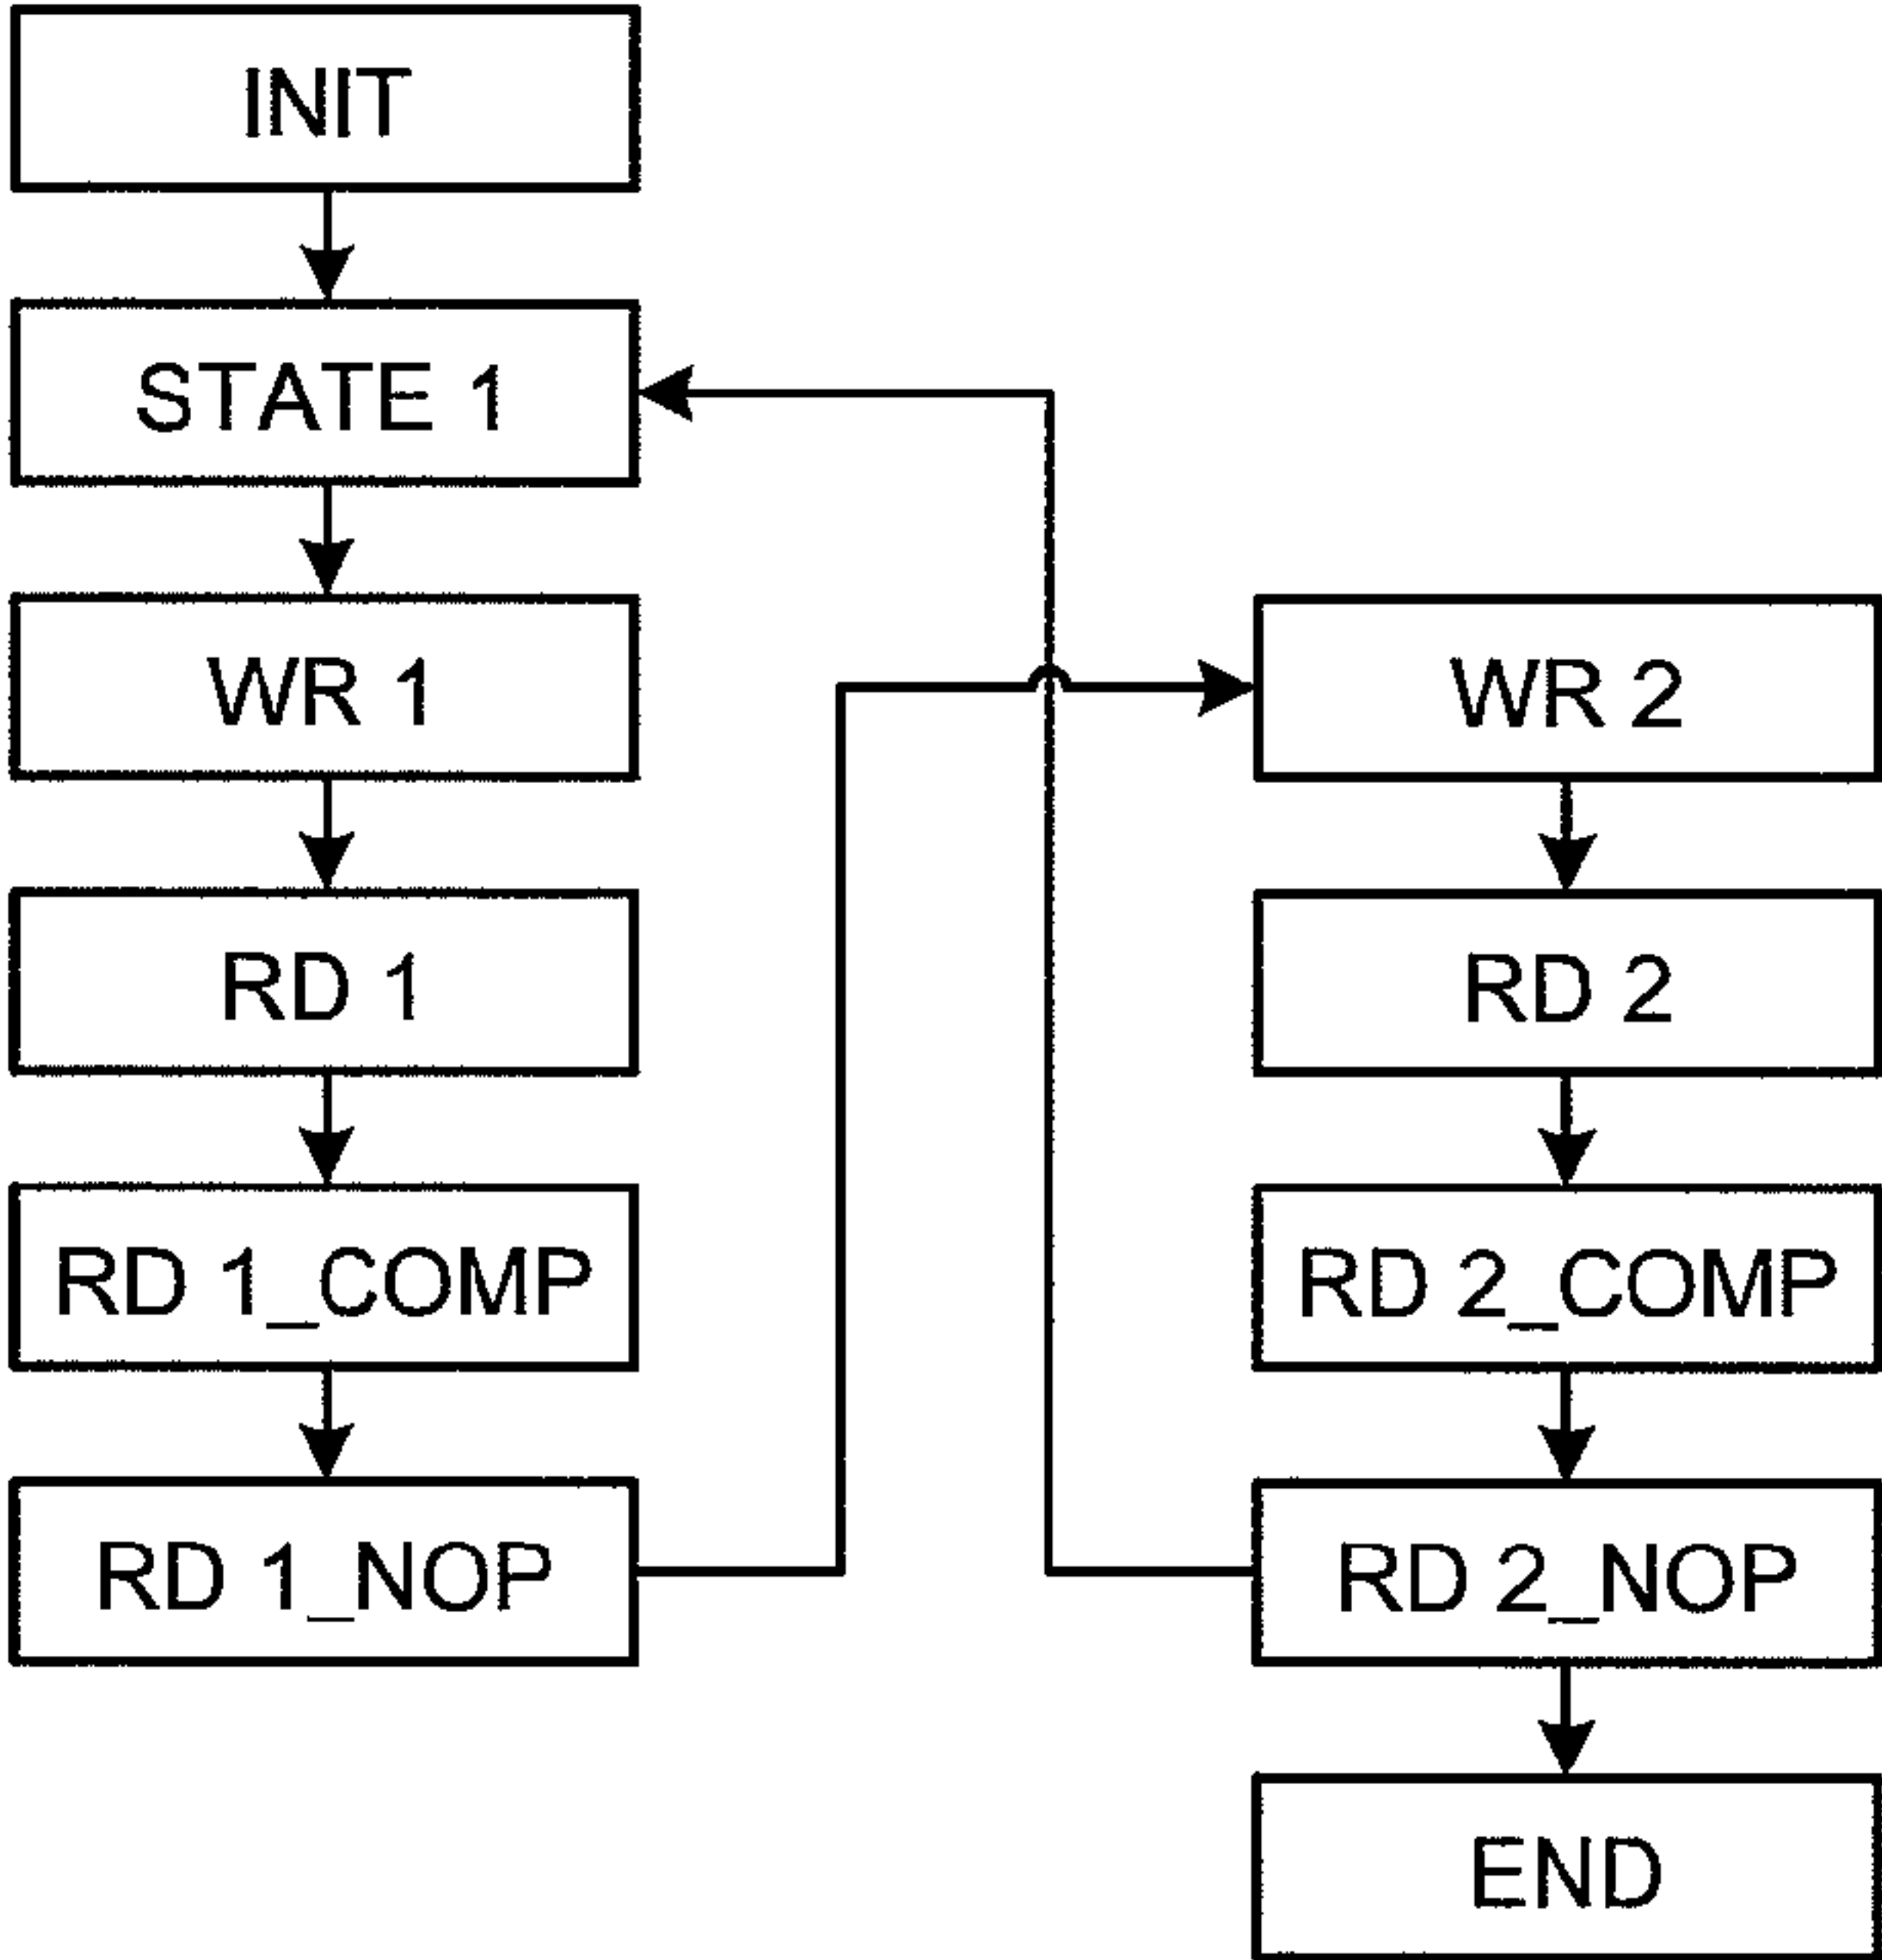 INIT
STATE 1
WR 1
RD 1
RD 1_COMP
RD 1_NOP
WR 2
RD 2
RD 2_COMP
RD 2_NOP
END